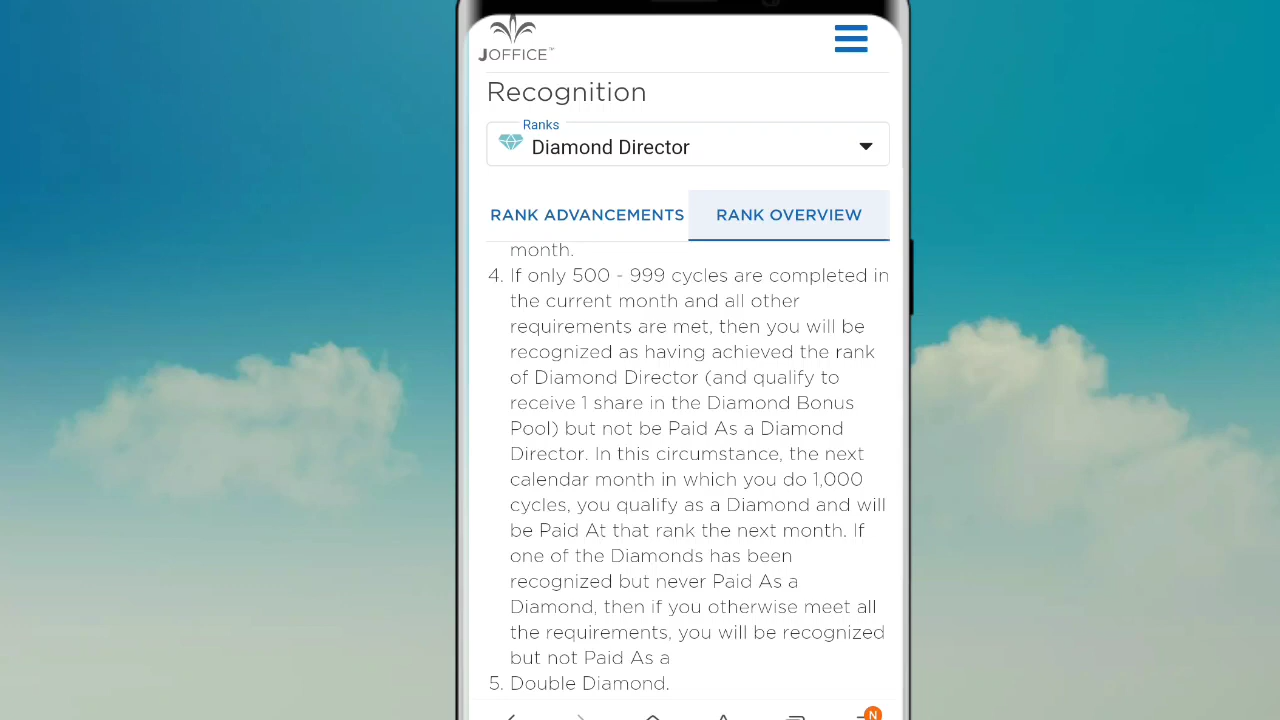 JOFFICE™
Recognition
Ranks
Diamond Director
RANK ADVANCEMENTS
RANK OVERVIEW
month.
4. If only 500 - 999 cycles are completed in
the current month and all other
requirements are met, then you will be
recognized as having achieved the rank
of Diamond Director (and qualify to
receive 1 share in the Diamond Bonus
Pool) but not be Paid As a Diamond
Director. In this circumstance, the next
calendar month in which you do 1,000
cycles, you qualify as a Diamond and will
be Paid At that rank the next month. If
one of the Diamonds has been
recognized but never Paid As a
Diamond, then if you otherwise meet all
the requirements, you will be recognized
but not Paid As a
5. Double Diamond.
N